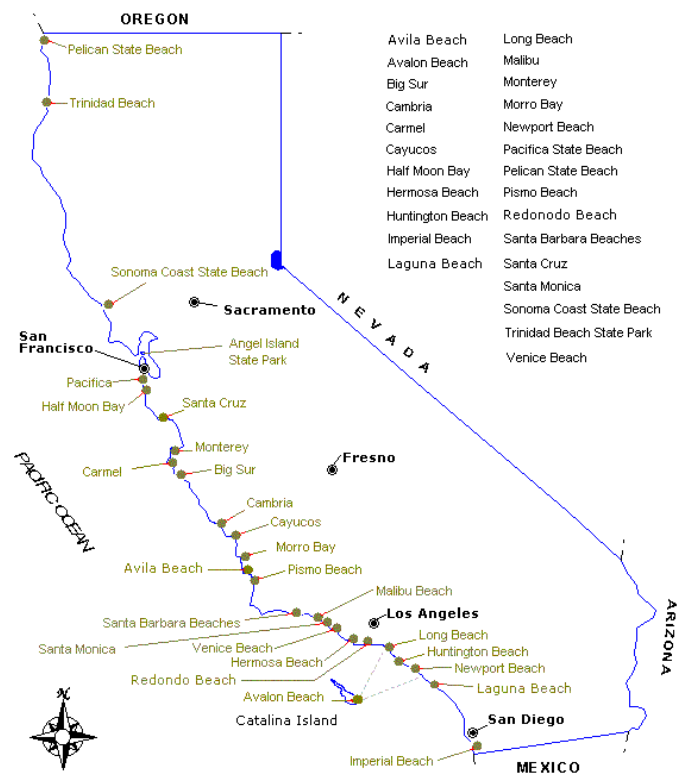 OREGON
Pelican State Beach
Trinidad Beach
Avila Beach
Avalon Beach
Big Sur
Cambria
Carmel
Cayucos
Half Moon Bay
Hermosa Beach
Huntington Beach
Imperial Beach
Laguna Beach
Long Beach
Malibu
Monterey
Morro Bay
Newport Beach
Pacifica State Beach
Pelican State Beach
Pismo Beach
Redonodo Beach
Santa Barbara Beaches
Santa Cruz
Santa Monica
Sonoma Coast State Beach
Trinidad Beach State Park
Venice Beach
Sonoma Coast State Beach
Sacramento
NEVADA
San
Francisco
Angel Island
State Park
Pacifica
Half Moon Bay
Santa Cruz
Monterey
Carmel
Big Sur
Fresno
PACIFIC OCEAN
Cambria
Cayucos
Morro Bay
Avila Beach
Pismo Beach
Malibu Beach
Santa Barbara Beaches
Los Angeles
Santa Monica
Venice Beach
Long Beach
Hermosa Beach
Huntington Beach
Redondo Beach
Newport Beach
Laguna Beach
Avalon Beach
Catalina Island
ARIZONA
San Diego
Imperial Beach
MEXICO
N